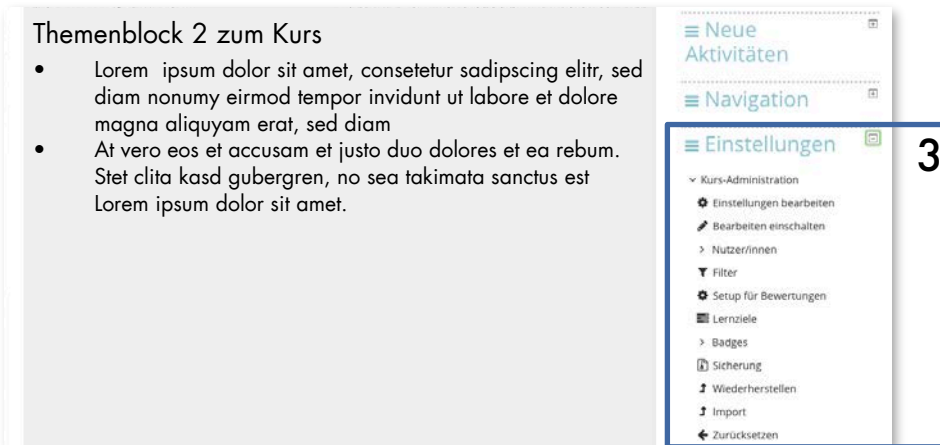 Themenblock 2 zum Kurs
• Lorem ipsum dolor sit amet, consetetur sadipscing elitr, sed
diam nonumy eirmod tempor invidunt ut labore et dolore
magna aliquyam erat, sed diam
• At vero eos et accusam et justo duo dolores et ea rebum.
Stet clita kasd gubergren, no sea takimata sanctus est
Lorem ipsum dolor sit amet.
Neue
Aktivitäten
Navigation
Einstellungen
3
Kurs-Administration
Einstellungen bearbeiten
Bearbeiten einschalten
Nutzer/innen
Filter
Setup für Bewertungen
Lernziele
Badges
Sicherung
Wiederherstellen
Import
Zurücksetzen